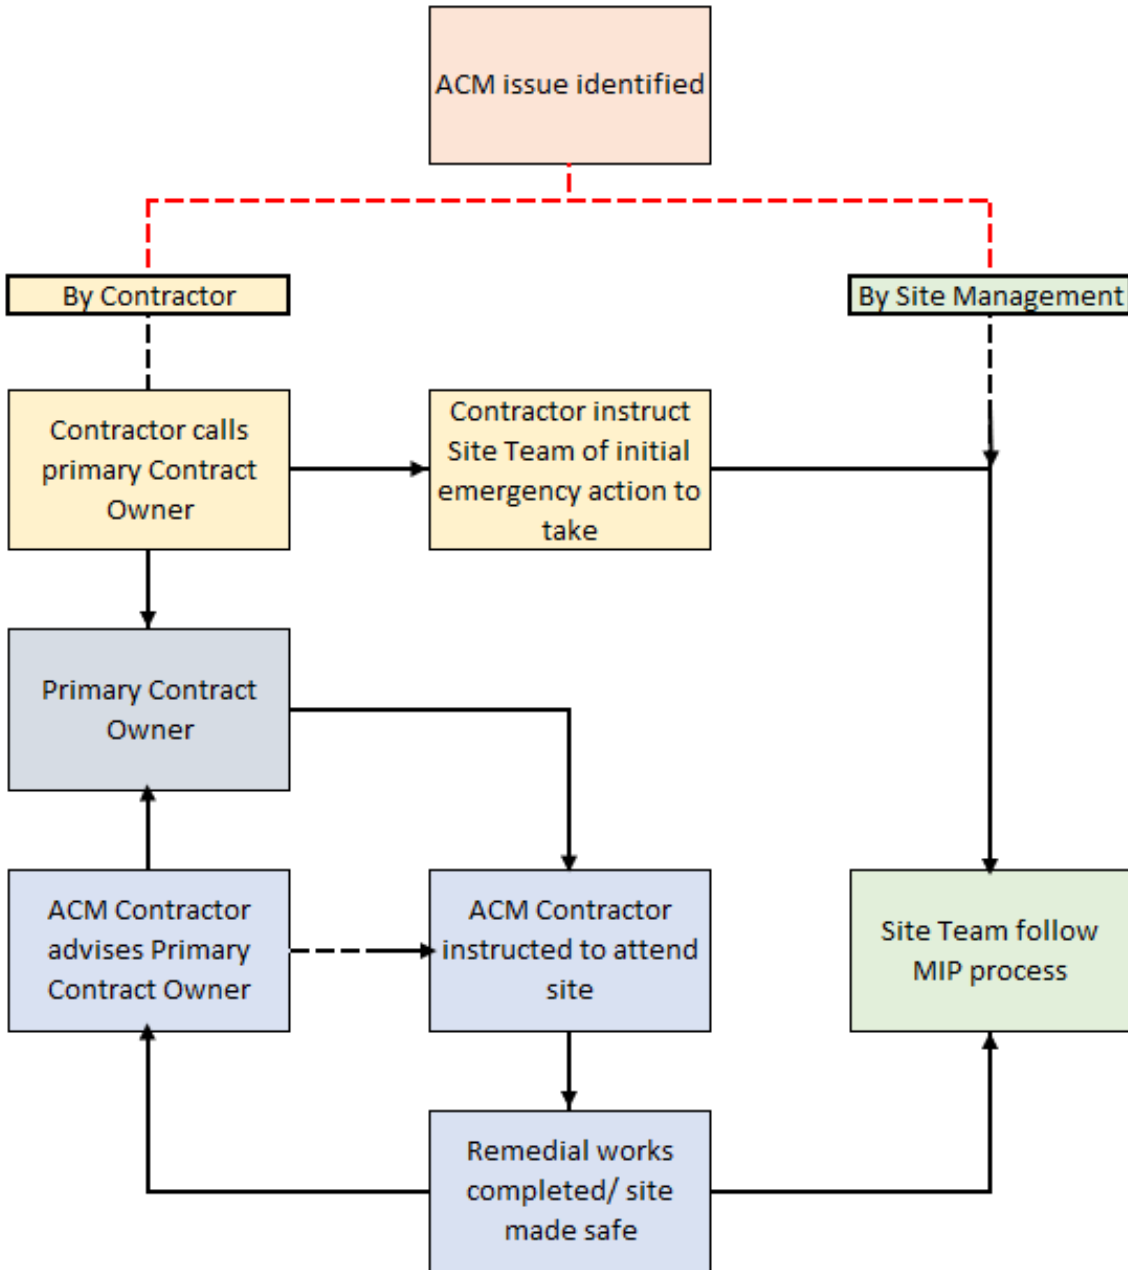 ACM issue identified
By Contractor
By Site Management
Contractor calls
primary Contract
Owner
Contractor instruct
Site Team of initial
emergency action to
take
Primary Contract
Owner
ACM Contractor
advises Primary
Contract Owner
ACM Contractor
instructed to attend
site
Site Team follow
MIP process
Remedial works
completed/ site
made safe